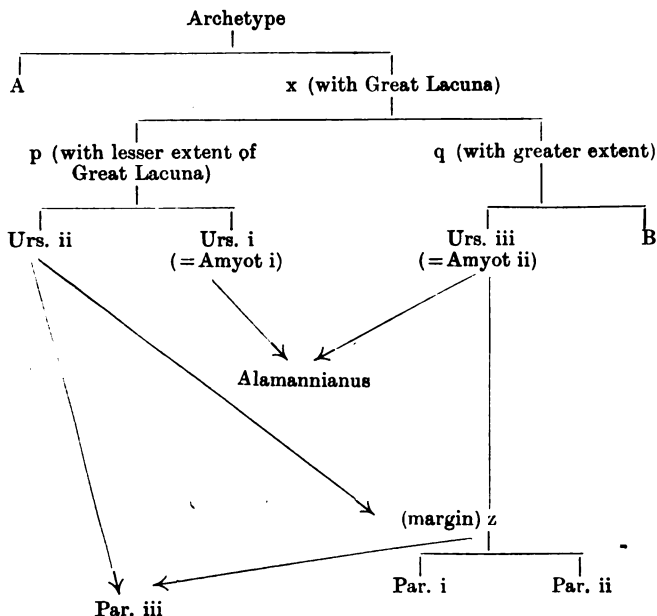 Archetype
A
x (with Great Lacuna)
p (with lesser extent of
Great Lacuna)
q (with greater extent)
Urs. ii
Urs. i
(=Amyot i)
Urs. iii
(=Amyot ii)
B
Alamannianus
(margin) z
Par. i
Par. ii
Par. iii